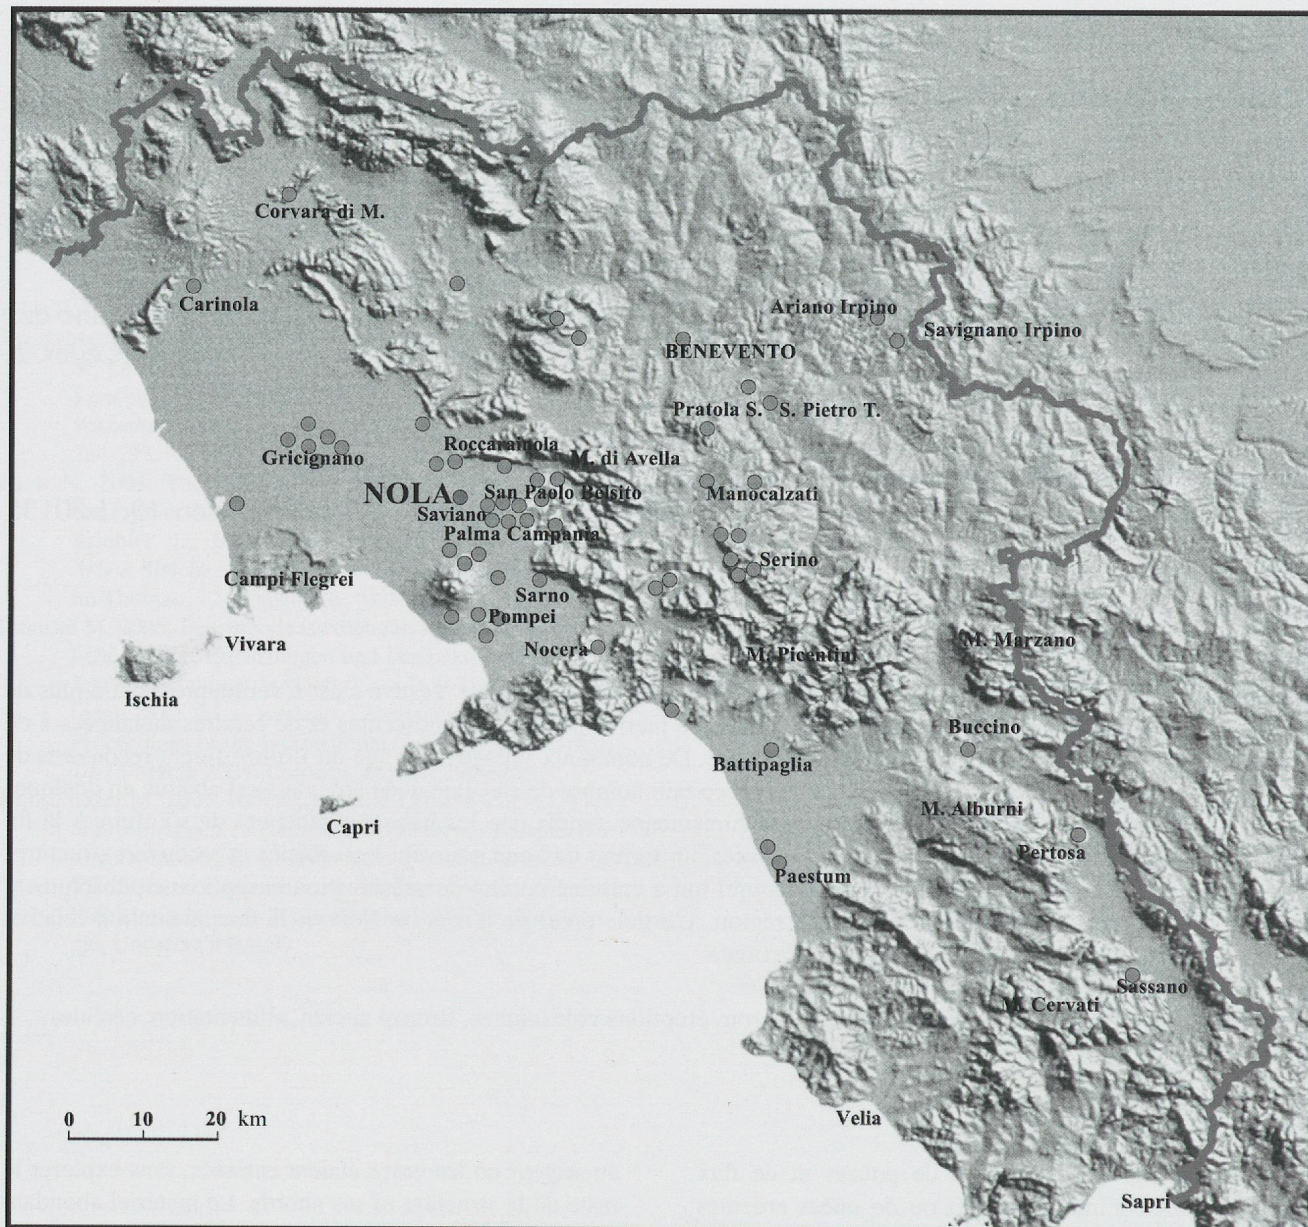 Corvara di M.
Carinola
Ariano Irpino
Savignano Irpino
BENEVENTO
Pratola S.
S. Pietro T.
Roccarainola
M. di Avella
Gricignano
NOLA
San Paolo Belsito
Manocalzati
Saviano
Palma Campania
Serino
Campi Flegrei
Sarno
Pompei
Vivara
Nocera
M. Picentini
M. Marzano
Ischia
Buccino
Battipaglia
M. Alburni
Capri
Pertosa
Paestum
Sassano
M. Cervati
0 10 20 km
Velia
Sapri